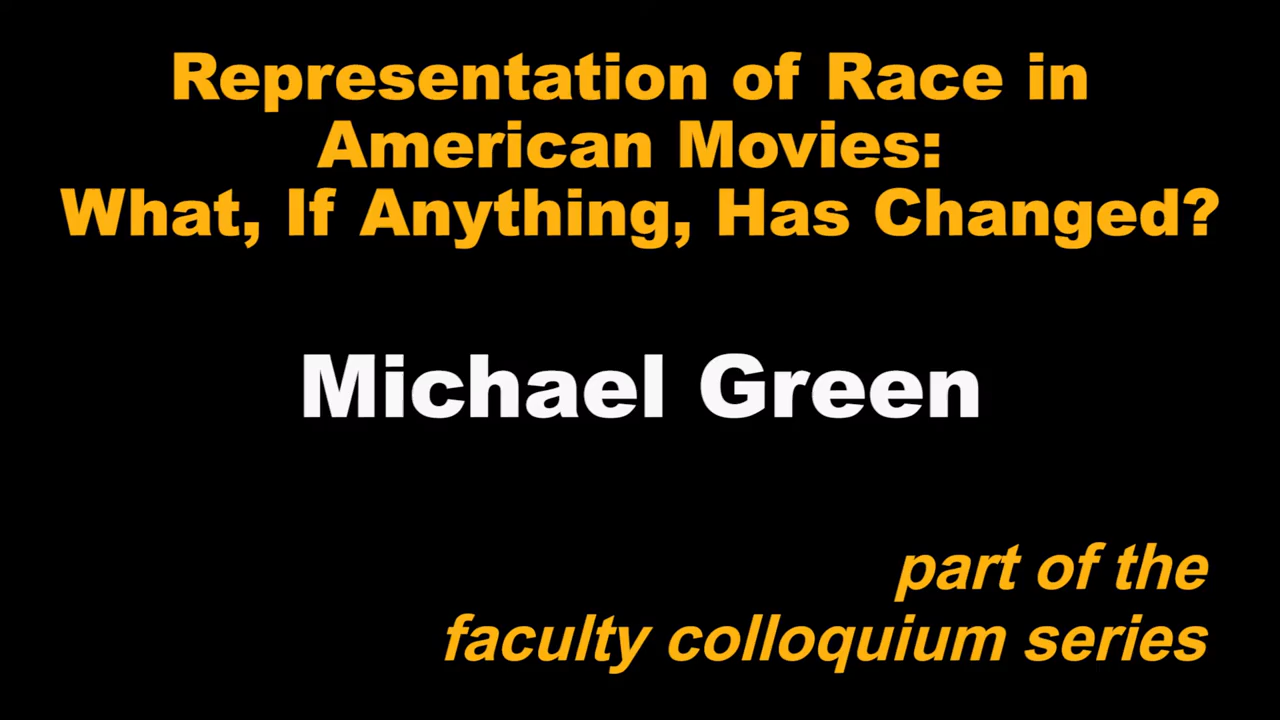 Representation of Race in
American Movies:
What, If Anything, Has Changed?
Michael Green
part of the
faculty colloquium series